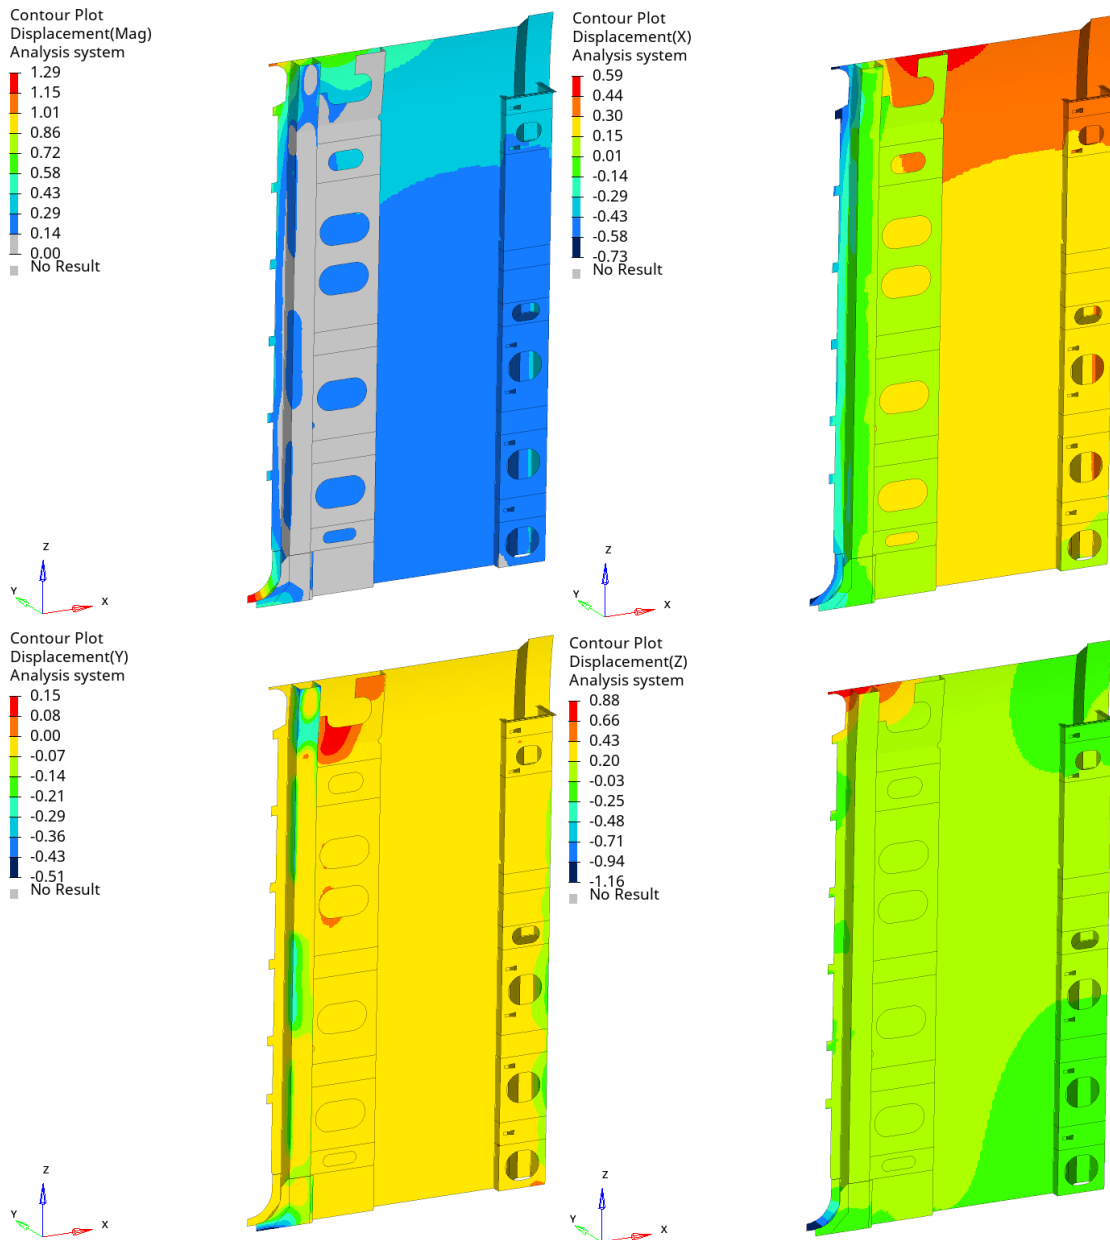 Contour Plot
Displacement(Mag)
Analysis system
1.29
1.15
1.01
0.86
0.72
0.58
0.43
0.29
0.14
0.00
No Result
Z
Y
X
Contour Plot
Displacement(X)
Analysis system
0.59
0.44
0.30
0.15
0.01
-0.14
-0.29
-0.43
-0.58
-0.73
No Result
Z
Y
X
Contour Plot
Displacement(Y)
Analysis system
0.15
0.08
0.00
-0.07
-0.14
-0.21
-0.29
-0.36
-0.43
-0.51
No Result
Z
Y
X
Contour Plot
Displacement(Z)
Analysis system
0.88
0.66
0.43
0.20
-0.03
-0.25
-0.48
-0.71
-0.94
-1.16
No Result
Z
Y
X